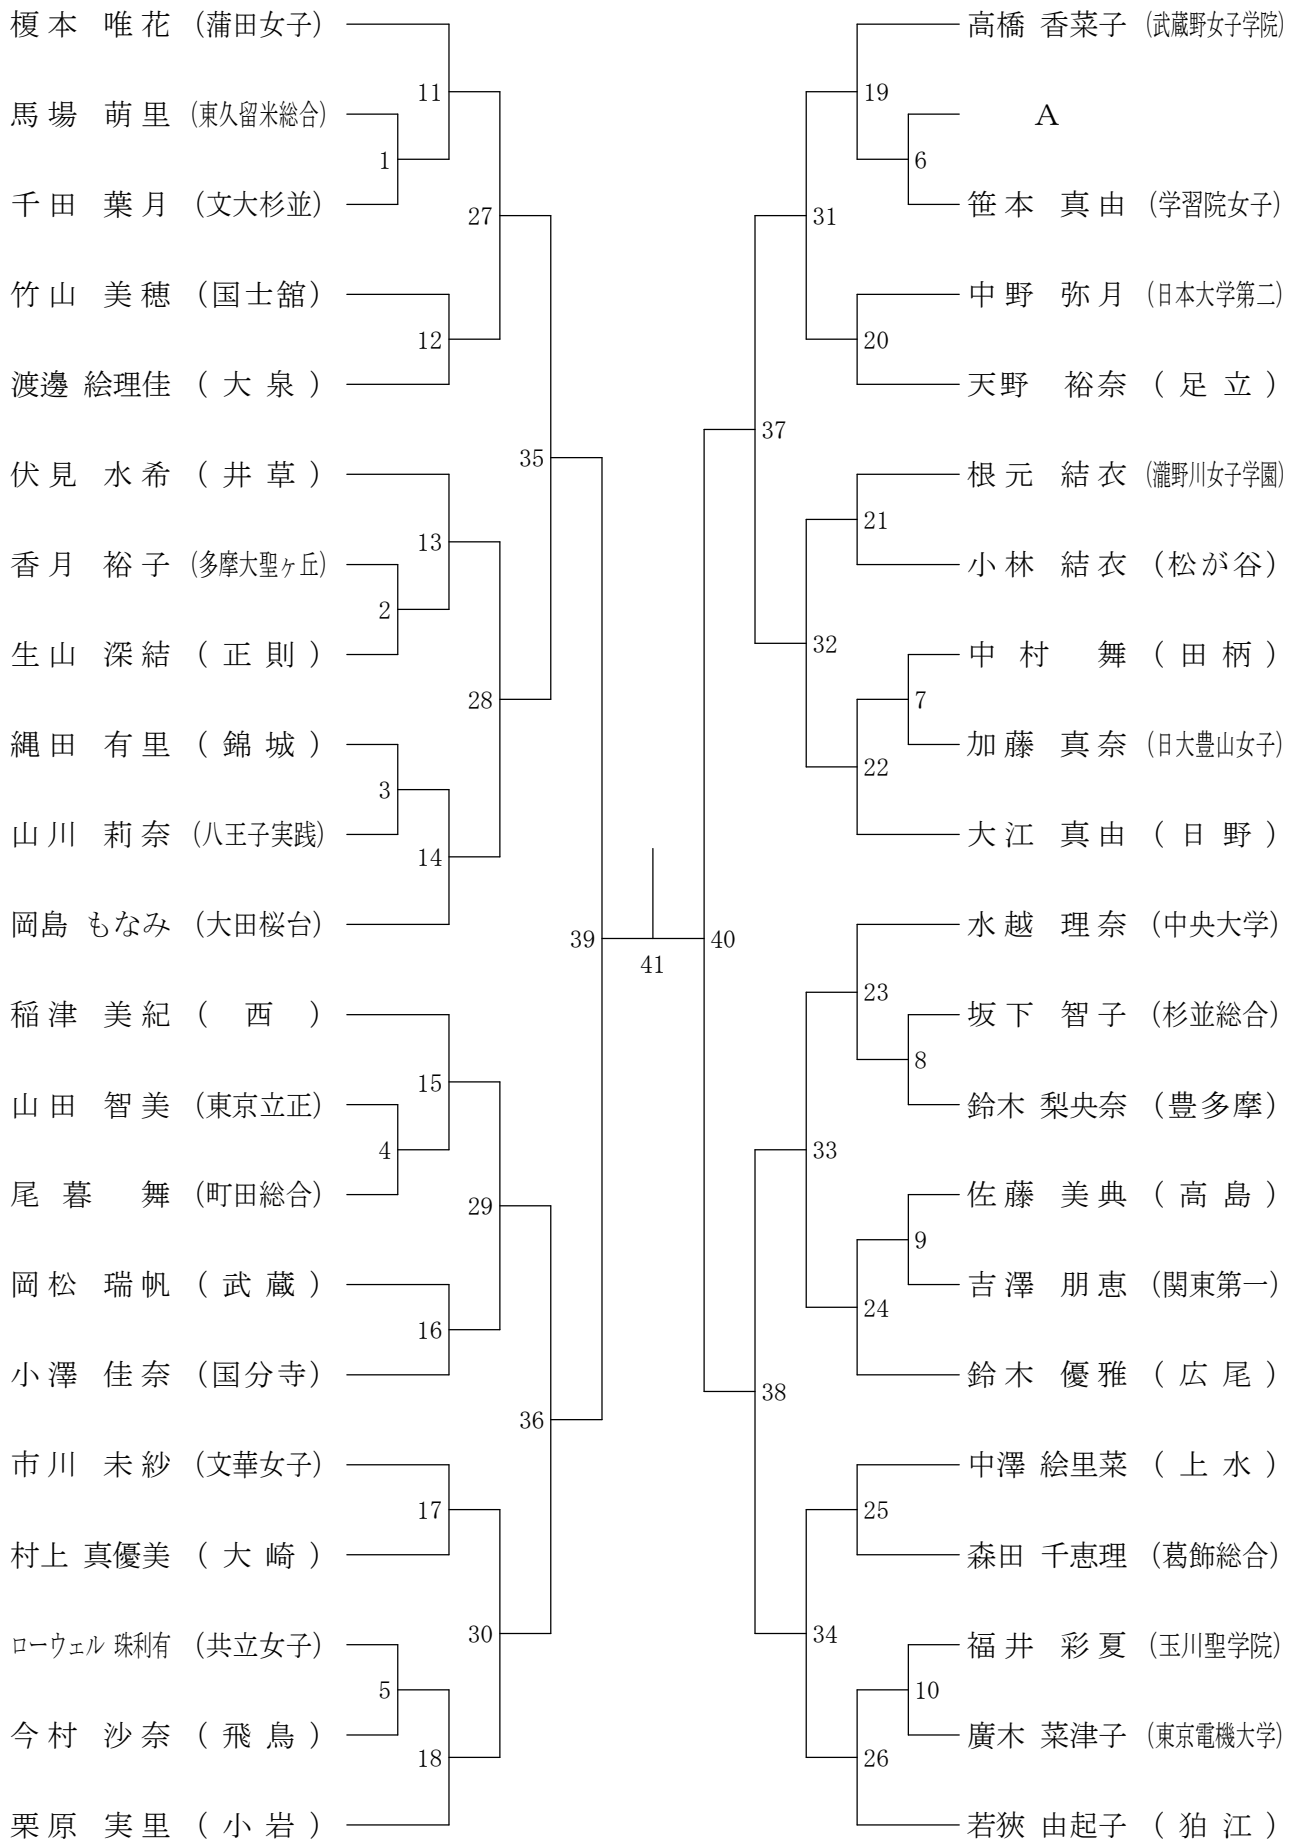 榎本 唯花 (蒲田女子)
11
馬場 萌里 (東久留米総合)
1
千田 葉月 (文大杉並)
27
竹山 美穂 (国士舘)
12
渡邊 絵理佳 (大泉)
35
伏見 水希 (井草)
13
香月 裕子 (多摩大聖ヶ丘)
2
生山 深結 (正則)
28
縄田 有里 (錦城)
3
山川 莉奈 (八王子実践)
14
岡島 もなみ (大田桜台)
39
稲津 美紀 (西)
15
山田 智美 (東京立正)
4
尾暮 舞 (町田総合)
29
岡松 瑞帆 (武蔵)
16
小澤 佳奈 (国分寺)
36
市川 未紗 (文華女子)
17
村上 真優美 (大崎)
30
ローウェル 珠利有 (共立女子)
5
今村 沙奈 (飛鳥)
18
栗原 実里 (小岩)
41
高橋 香菜子 (武蔵野女子学院)
19
A
6
笹本 真由 (学習院女子)
31
中野 弥月 (日本大学第二)
20
天野 裕奈 (足立)
37
根元 結衣 (瀧野川女子学園)
21
小林 結衣 (松が谷)
32
中村 舞 (田柄)
7
加藤 真奈 (日大豊山女子)
22
大江 真由 (日野)
40
水越 理奈 (中央大学)
23
坂下 智子 (杉並総合)
8
鈴木 梨央奈 (豊多摩)
33
佐藤 美典 (高島)
9
吉澤 朋恵 (関東第一)
24
鈴木 優雅 (広尾)
38
中澤 絵里菜 (上水)
25
森田 千恵理 (葛飾総合)
34
福井 彩夏 (玉川聖学院)
10
廣木 菜津子 (東京電機大学)
26
若狹 由起子 (狛江)